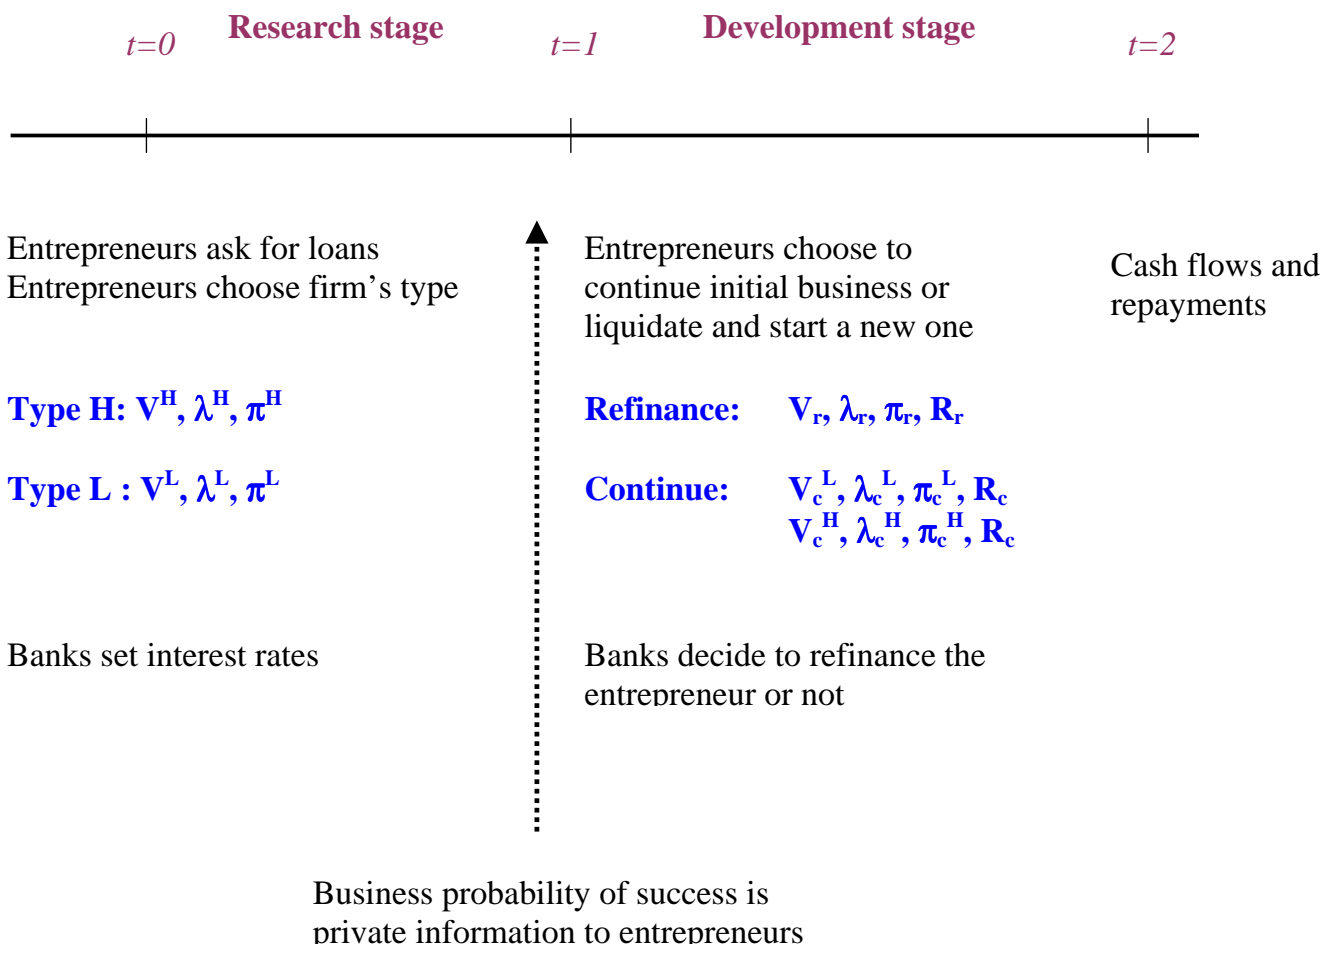 Research stage
Development stage
t=0
t=1
t=2
Entrepreneurs ask for loans
Entrepreneurs choose firm's type
Type H: V^H, λ^H, π^H
Type L : V^L, λ^L, π^L
Banks set interest rates
Entrepreneurs choose to
continue initial business or
liquidate and start a new one
Refinance: V_r, λ_r, π_r, R_r
Continue: V_c^L, λ_c^L, π_c^L, R_c
V_c^H, λ_c^H, π_c^H, R_c
Banks decide to refinance the
entrepreneur or not
Cash flows and
repayments
Business probability of success is
private information to entrepreneurs